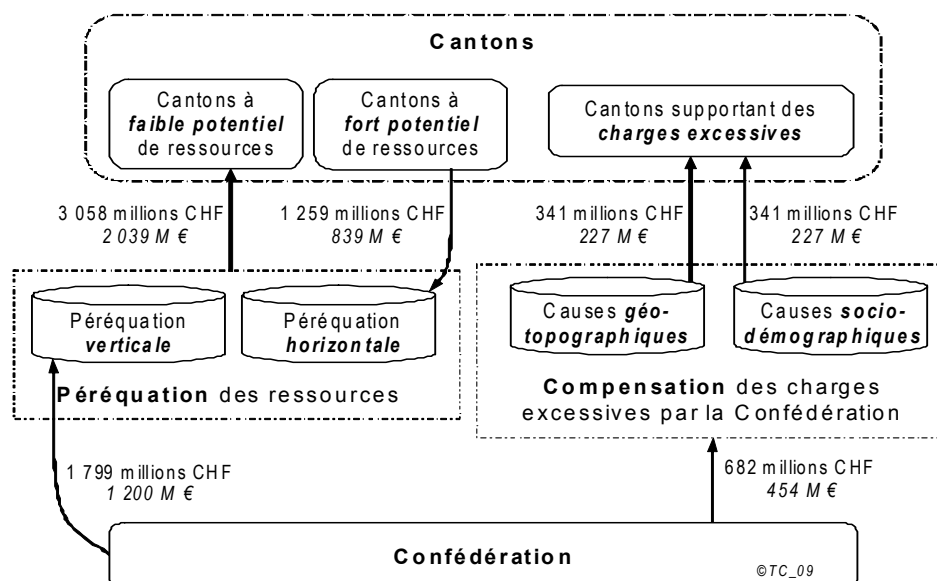 Cantons
Cantons à
faible potentiel
de ressources
Cantons à
fort potentiel
de ressources
Cantons supportant des
charges excessives
3 058 millions CHF
2 039 M €
1 259 millions CHF
839 M €
341 millions CHF
227 M €
341 millions CHF
227 M €
Péréquation
verticale
Péréquation
horizontale
Péréquation des ressources
Causes géo-
topographiques
Causes socio-
démographiques
Compensation des charges
excessives par la Confédération
1 799 millions CHF
1 200 M €
682 millions CHF
454 M €
Confédération
©TC_09